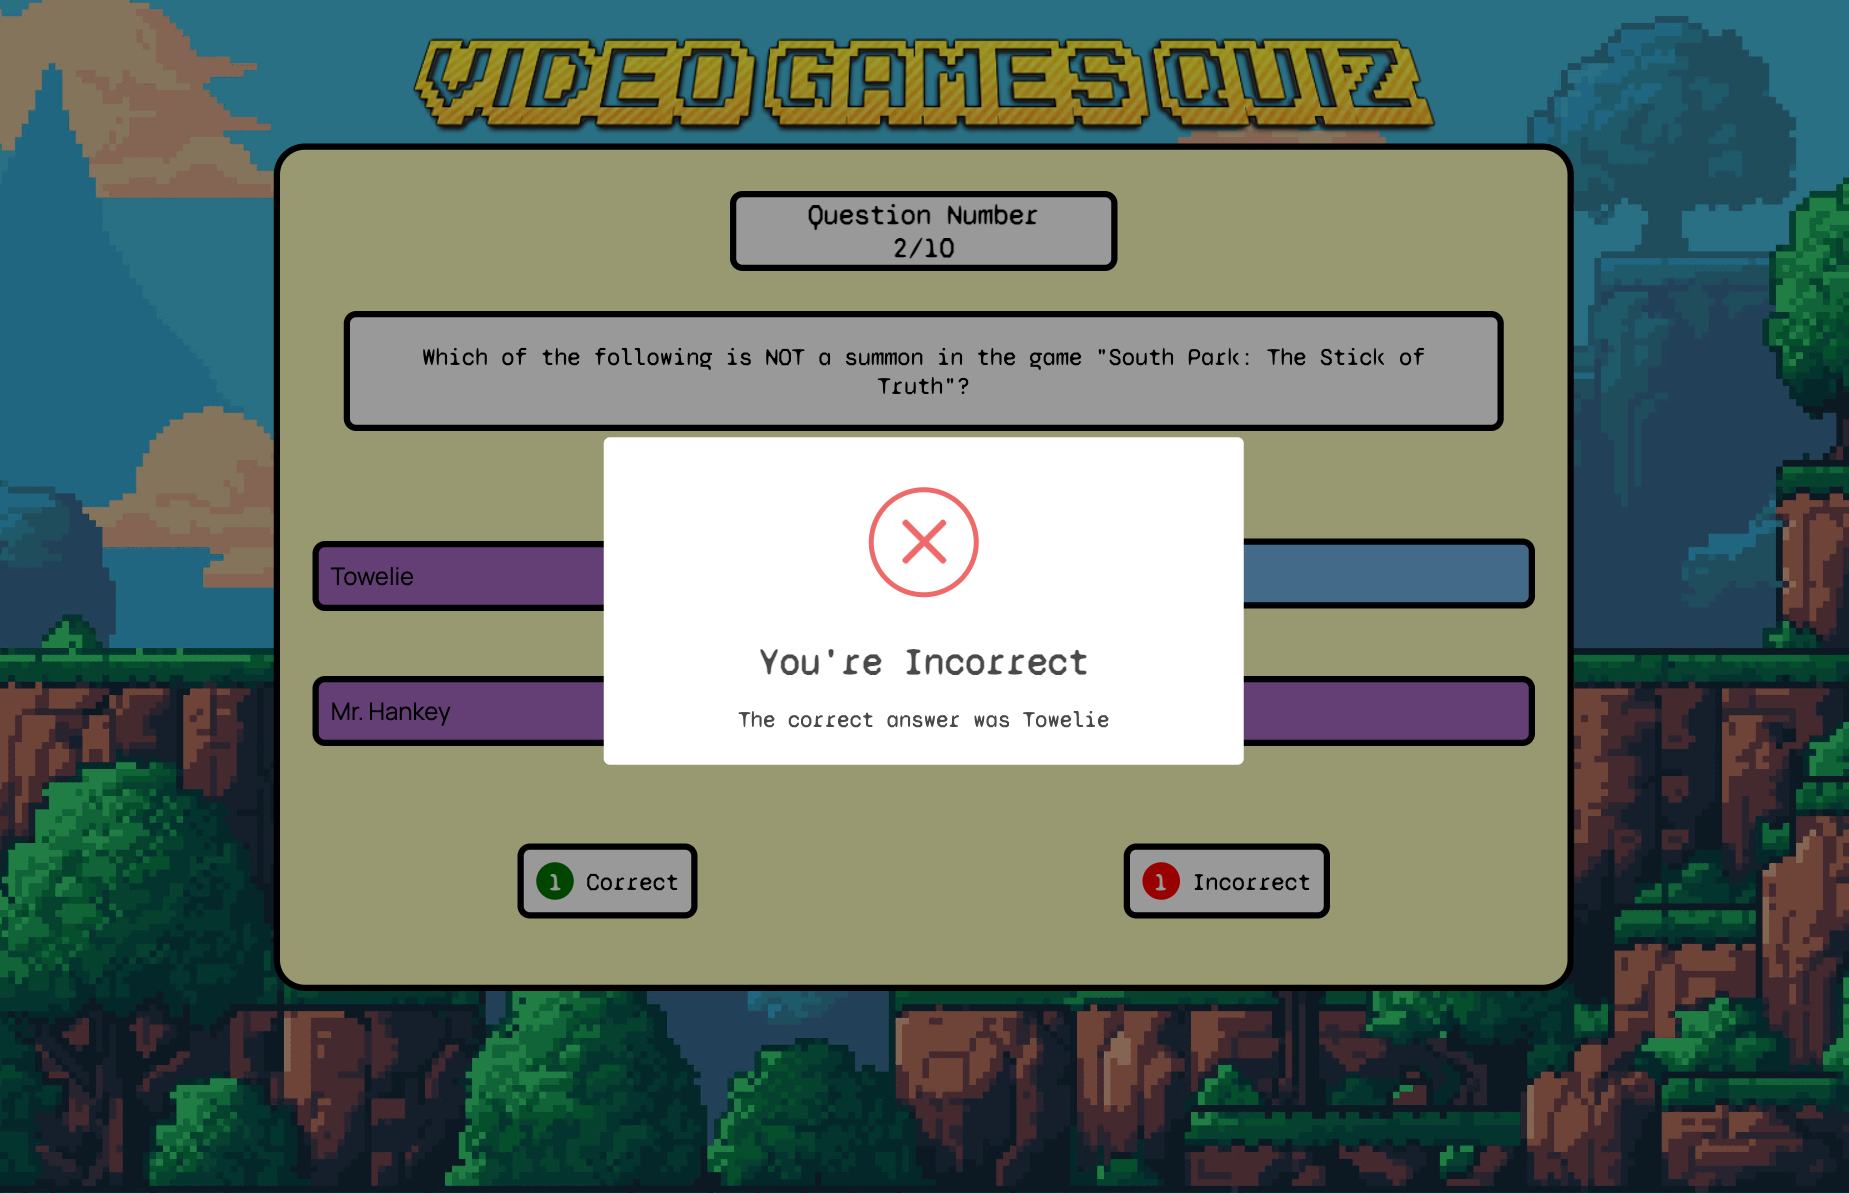 VIDEO GAMES QUIZ
Question Number
2/10
Which of the following is NOT a summon in the game "South Park: The Stick of
Truth"?
Towelie
Mr. Hankey
You're Incorrect
The correct answer was Towelie
1 Correct
1 Incorrect